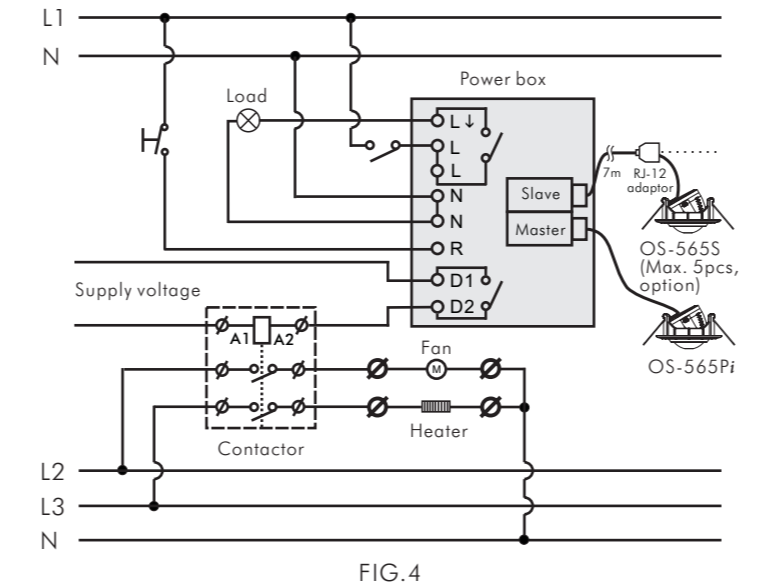 L1
N
Power box
Load
L ↓
L
L
N
N
R
D1
D2
Slave
Master
7m
RJ-12
adaptor
OS-565S
(Max. 5pcs,
option)
OS-565Pi
Supply voltage
A1
A2
Fan
M
Heater
Contactor
L2
L3
N
FIG.4